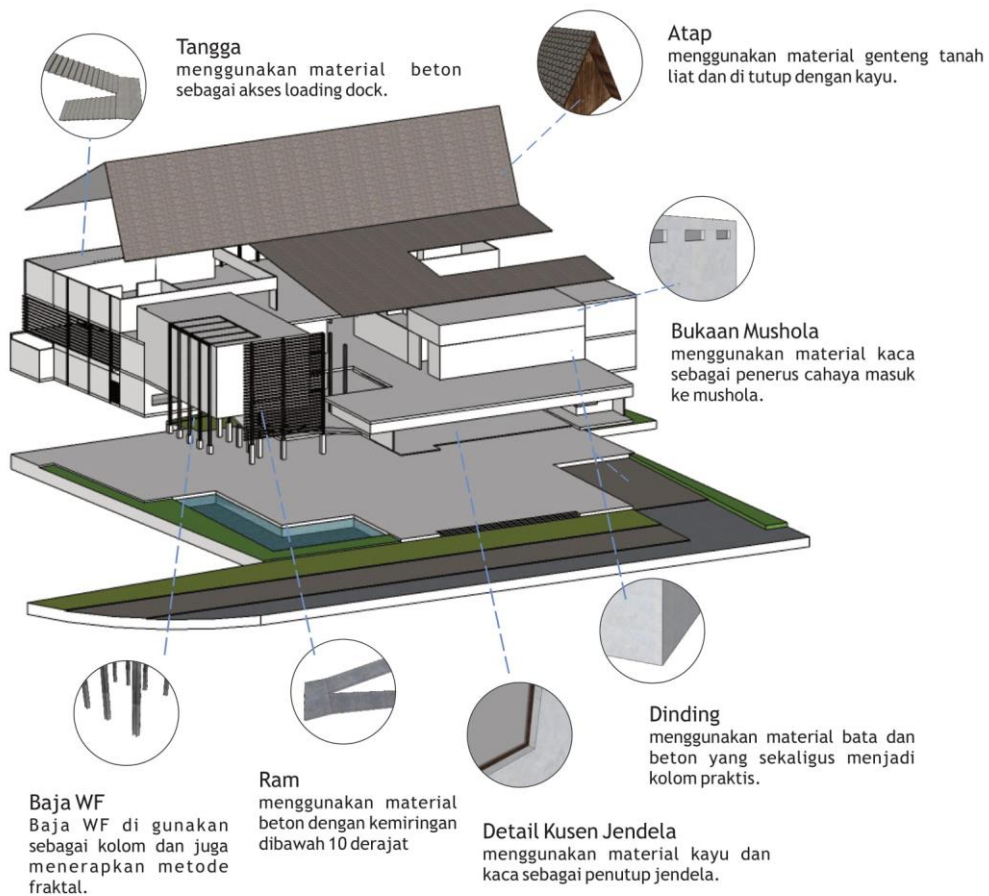 Tangga
menggunakan material beton
sebagai akses loading dock.
Atap
menggunakan material genteng tanah
liat dan di tutup dengan kayu.
Bukaan Mushola
menggunakan material kaca
sebagai penerus cahaya masuk
ke mushola.
Dinding
menggunakan material bata dan
beton yang sekaligus menjadi
kolom praktis.
Baja WF
Baja WF di gunakan
sebagai kolom dan juga
menerapkan metode
fraktal.
Ram
menggunakan material
beton dengan kemiringan
dibawah 10 derajat
Detail Kusen Jendela
menggunakan material kayu dan
kaca sebagai penutup jendela.